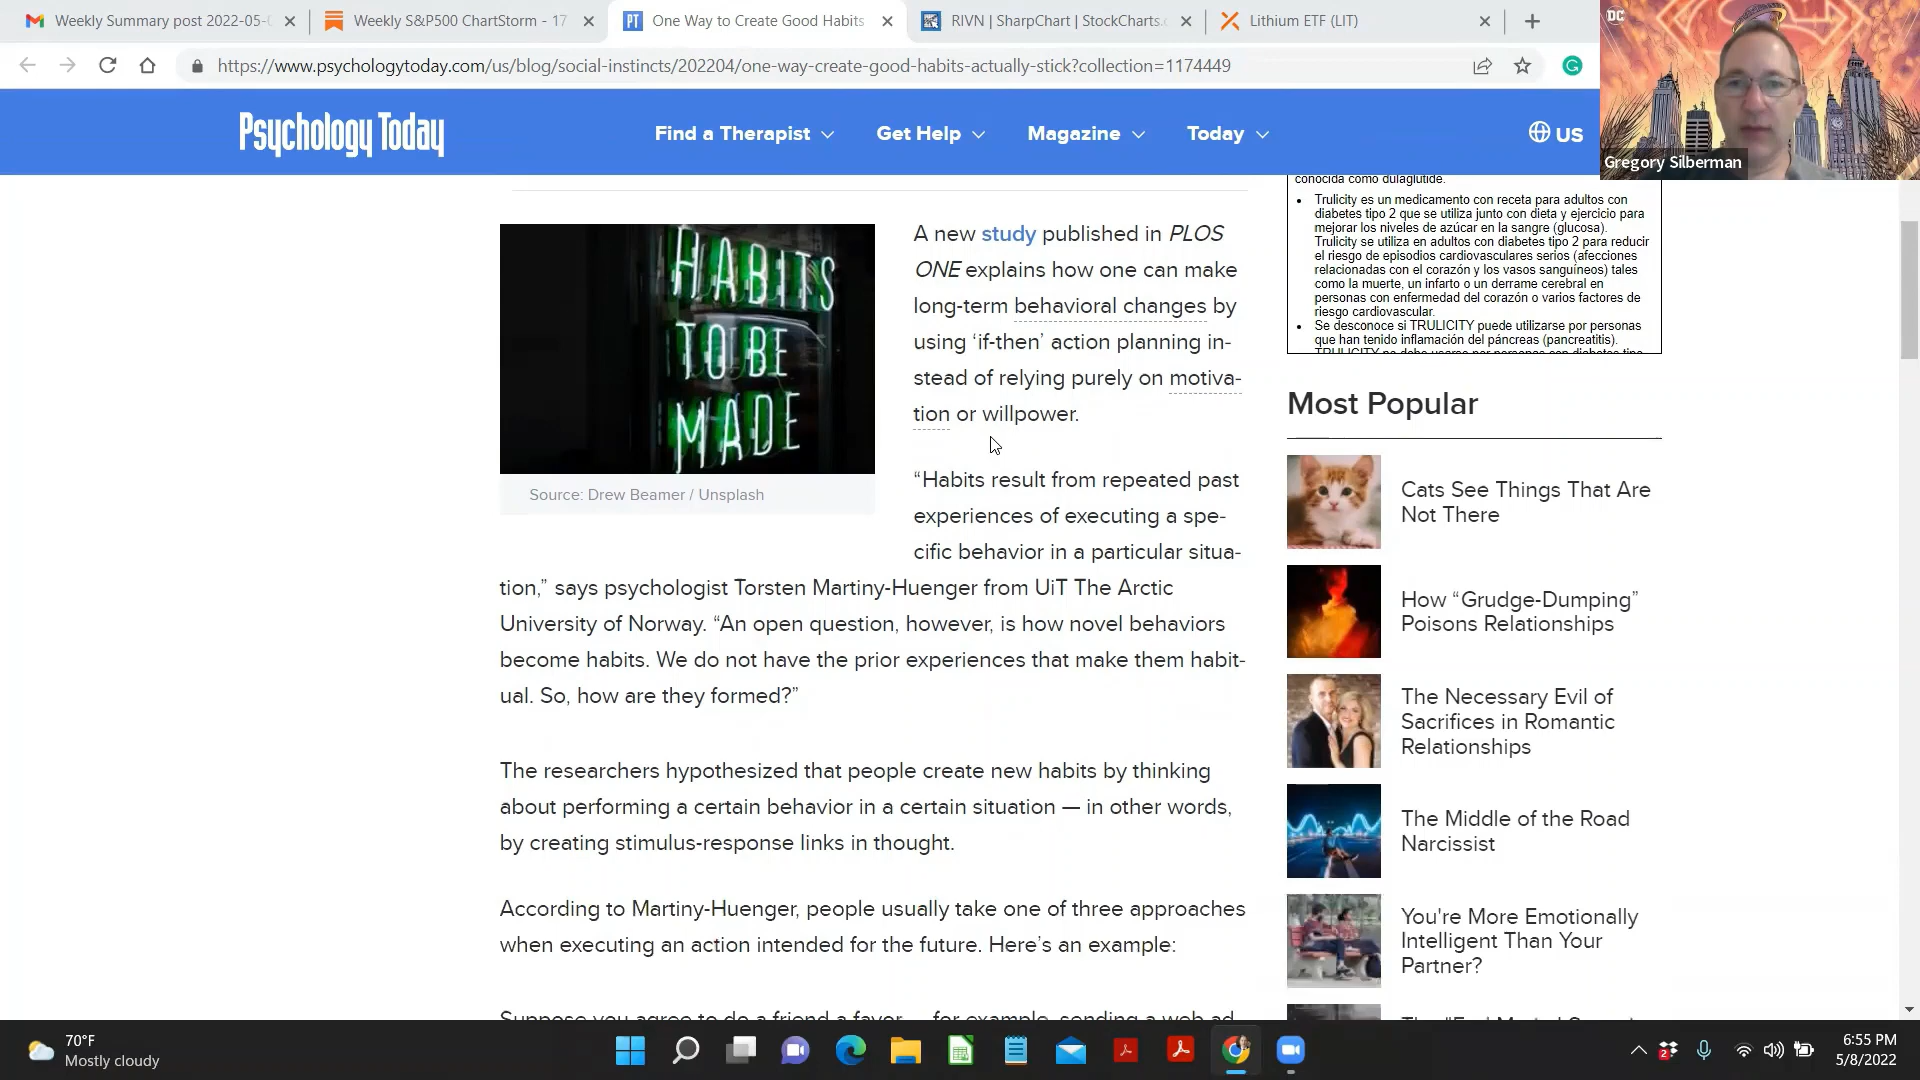 Weekly Summary post 2022-05-0
Weekly S&P500 ChartStorm - 17
PT
One Way to Create Good Habits
RIVN | SharpChart | StockCharts.c
Lithium ETF (LIT)
https://www.psychologytoday.com/us/blog/social-instincts/202204/one-way-create-good-habits-actually-stick?collection=1174449
DC
Gregory Silberman
Psychology Today
Find a Therapist
Get Help
Magazine
Today
US
conocida como dulaglutide.
• Trulicity es un medicamento con receta para adultos con
diabetes tipo 2 que se utiliza junto con dieta y ejercicio para
mejorar los niveles de azúcar en la sangre (glucosa).
Trulicity se utiliza en adultos con diabetes tipo 2 para reducir
el riesgo de episodios cardiovasculares serios (afecciones
relacionadas con el corazón y los vasos sanguíneos) tales
como la muerte, un infarto o un derrame cerebral en
personas con enfermedad del corazón o varios factores de
riesgo cardiovascular.
• Se desconoce si TRULICITY puede utilizarse por personas
que han tenido inflamación del páncreas (pancreatitis).
HABITS
TO BE
MADE
Source: Drew Beamer / Unsplash
A new study published in PLOS
ONE explains how one can make
long-term behavioral changes by
using ‘if-then’ action planning in-
stead of relying purely on motiva-
tion or willpower.
“Habits result from repeated past
experiences of executing a spe-
cific behavior in a particular situa-
tion,” says psychologist Torsten Martiny-Huenger from UiT The Arctic
University of Norway. “An open question, however, is how novel behaviors
become habits. We do not have the prior experiences that make them habit-
ual. So, how are they formed?”
The researchers hypothesized that people create new habits by thinking
about performing a certain behavior in a certain situation — in other words,
by creating stimulus-response links in thought.
According to Martiny-Huenger, people usually take one of three approaches
when executing an action intended for the future. Here’s an example:
Suppose you agree to do a friend a favor — for example, sending a web ad-
Most Popular
Cats See Things That Are
Not There
How “Grudge-Dumping”
Poisons Relationships
The Necessary Evil of
Sacrifices in Romantic
Relationships
The Middle of the Road
Narcissist
You're More Emotionally
Intelligent Than Your
Partner?
70°F
Mostly cloudy
2
6:55 PM
5/8/2022